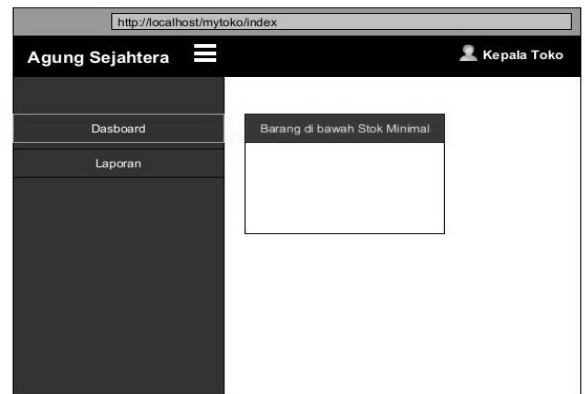 http://localhost/mytoko/index
Agung Sejahtera
Kepala Toko
Dasboard
Barang di bawah Stok Minimal
Laporan